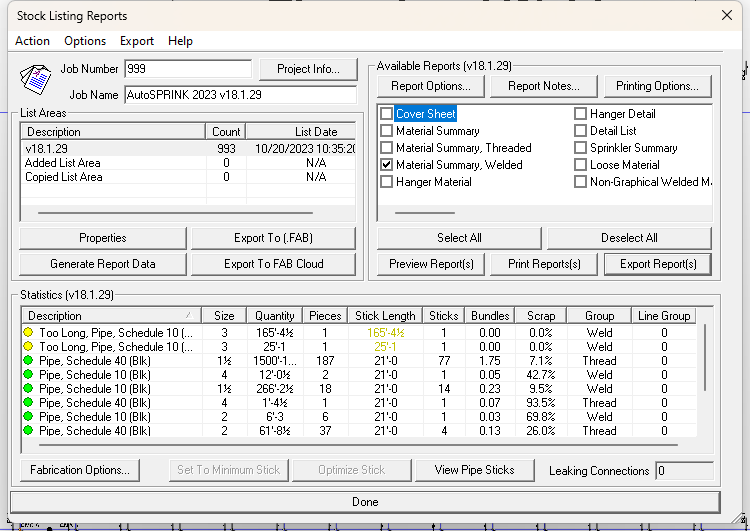 Stock Listing Reports
Action Options Export Help
Job Number 999 Project Info...
Job Name AutoSPRINK 2023 v18.1.29
List Areas
Description Count List Date
v18.1.29 993 10/20/2023 10:35:20
Added List Area 0 N/A
Copied List Area 0 N/A
Properties Export To (.FAB)
Generate Report Data Export To FAB Cloud
Available Reports (v18.1.29)
Report Options... Report Notes... Printing Options...
Cover Sheet Hanger Detail
Material Summary Detail List
Material Summary, Threaded Sprinkler Summary
Material Summary, Welded Loose Material
Hanger Material Non-Graphical Welded M
Select All Deselect All
Preview Report(s) Print Reports(s) Export Report(s)
Statistics (v18.1.29)
Description Size Quantity Pieces Stick Length Sticks Bundles Scrap Group Line Group
Too Long, Pipe, Schedule 10 (... 3 165'-4½ 1 165'-4½ 1 0.00 0.0% Weld 0
Too Long, Pipe, Schedule 10 (... 3 25'-1 1 25'-1 1 0.00 0.0% Weld 0
Pipe, Schedule 40 (Blk) 1½ 1500'-1... 187 21'-0 77 1.75 7.1% Thread 0
Pipe, Schedule 10 (Blk) 4 12'-0½ 2 21'-0 1 0.05 42.7% Weld 0
Pipe, Schedule 10 (Blk) 1½ 266'-2½ 18 21'-0 14 0.23 9.5% Weld 0
Pipe, Schedule 40 (Blk) 4 1'-4½ 1 21'-0 1 0.07 93.5% Thread 0
Pipe, Schedule 10 (Blk) 2 6'-3 6 21'-0 1 0.03 69.8% Weld 0
Pipe, Schedule 40 (Blk) 2 61'-8½ 37 21'-0 4 0.13 26.0% Thread 0
Fabrication Options... Set To Minimum Stick Optimize Stick View Pipe Sticks Leaking Connections 0
Done